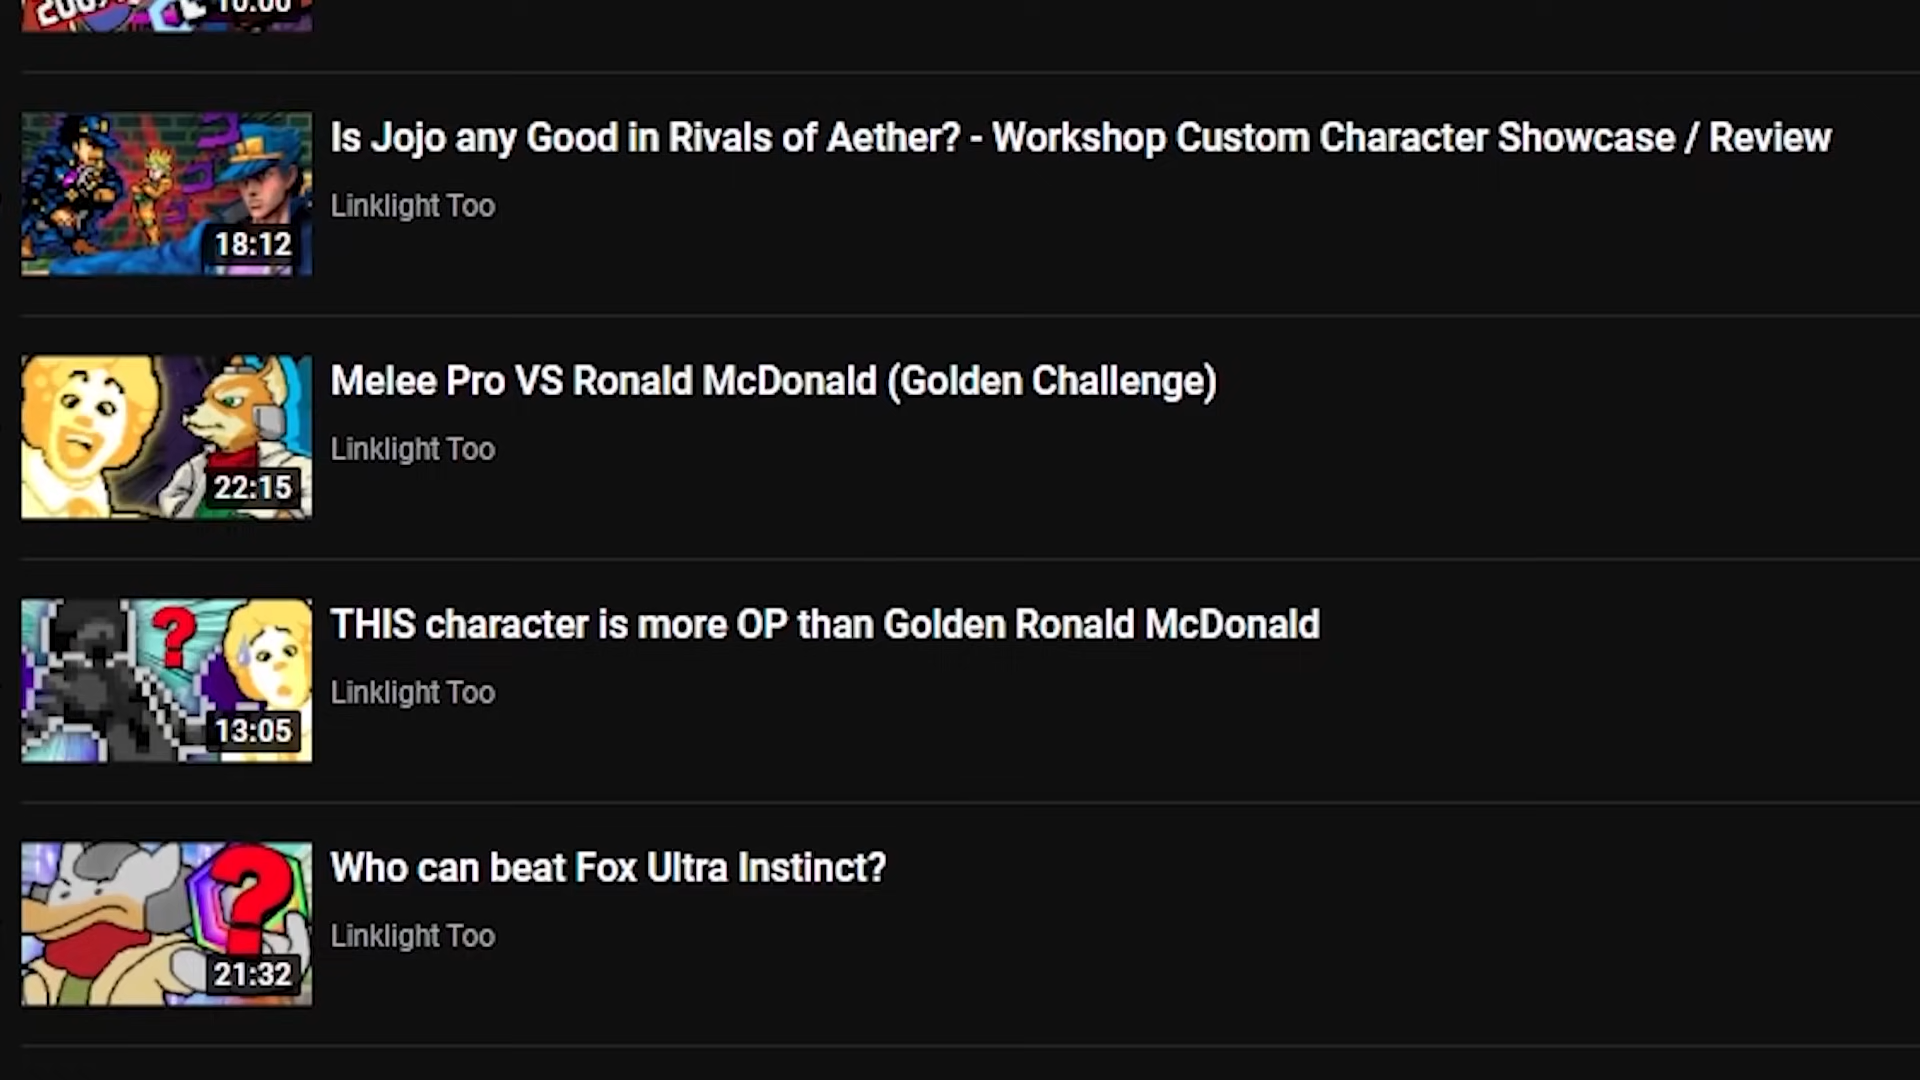 Is Jojo any Good in Rivals of Aether? - Workshop Custom Character Showcase / Review
Linklight Too
18:12
Melee Pro VS Ronald McDonald (Golden Challenge)
Linklight Too
22:15
?
THIS character is more OP than Golden Ronald McDonald
Linklight Too
13:05
?
Who can beat Fox Ultra Instinct?
Linklight Too
21:32